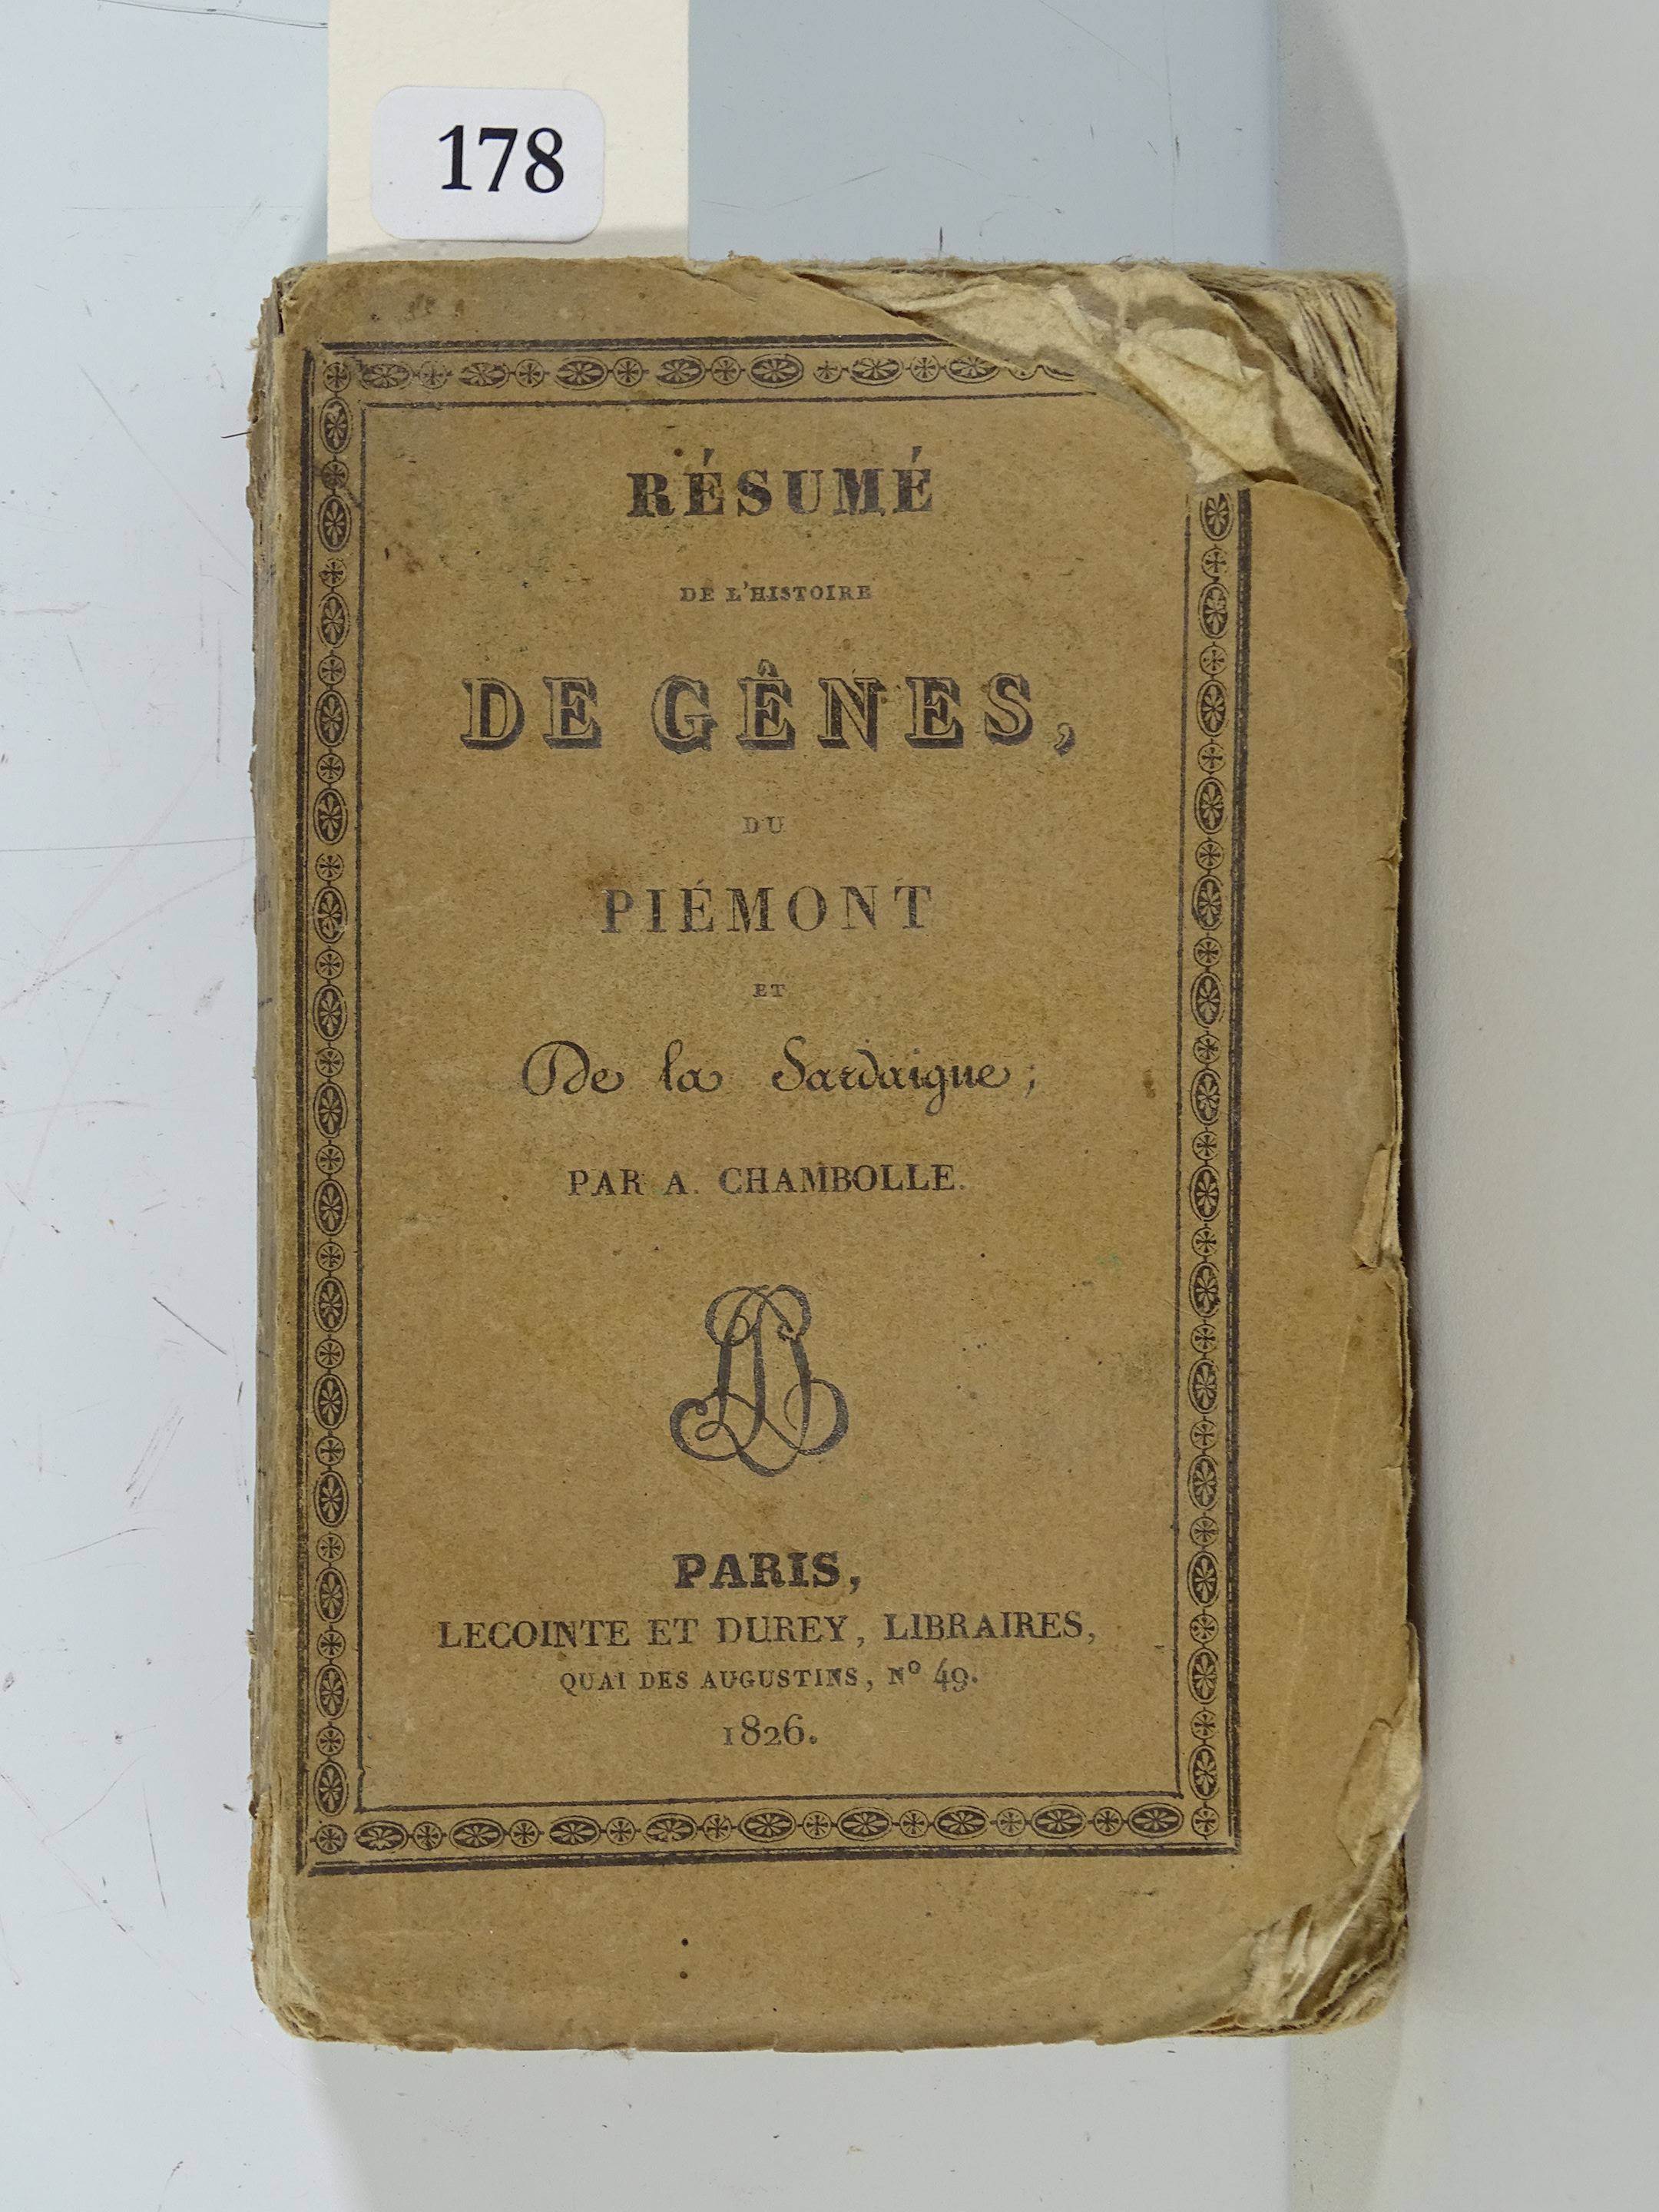 178
RÉSUMÉ
DE L'HISTOIRE
DE GÊNES,
DU
PIÉMONT
ET
De la Sardaigne;
PAR A. CHAMBOLLE.
PARIS,
LECOINTE ET DUREY, LIBRAIRES,
QUAI DES AUGUSTINS, Nº 49.
1826.